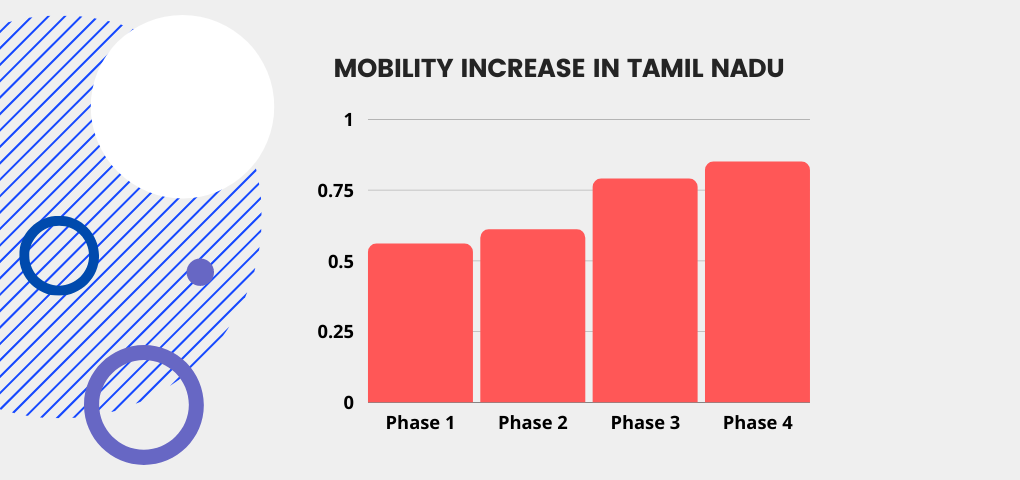 MOBILITY INCREASE IN TAMIL NADU
1
0.75
0.5
0.25
0
Phase 1 Phase 2 Phase 3 Phase 4